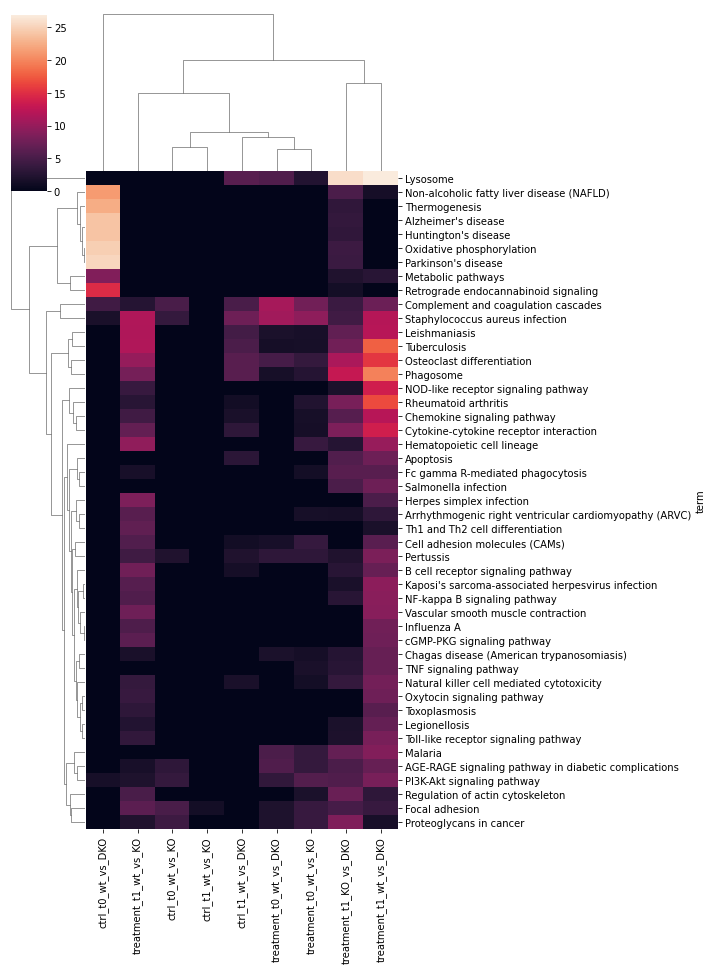 25
20
15
10
5
0
Lysosome
Non-alcoholic fatty liver disease (NAFLD)
Thermogenesis
Alzheimer's disease
Huntington's disease
Oxidative phosphorylation
Parkinson's disease
Metabolic pathways
Retrograde endocannabinoid signaling
Complement and coagulation cascades
Staphylococcus aureus infection
Leishmaniasis
Tuberculosis
Osteoclast differentiation
Phagosome
NOD-like receptor signaling pathway
Rheumatoid arthritis
Chemokine signaling pathway
Cytokine-cytokine receptor interaction
Hematopoietic cell lineage
Apoptosis
Fc gamma R-mediated phagocytosis
Salmonella infection
Herpes simplex infection
Arrhythmogenic right ventricular cardiomyopathy (ARVC)
Th1 and Th2 cell differentiation
Cell adhesion molecules (CAMs)
Pertussis
B cell receptor signaling pathway
Kaposi's sarcoma-associated herpesvirus infection
NF-kappa B signaling pathway
Vascular smooth muscle contraction
Influenza A
cGMP-PKG signaling pathway
Chagas disease (American trypanosomiasis)
TNF signaling pathway
Natural killer cell mediated cytotoxicity
Oxytocin signaling pathway
Toxoplasmosis
Legionellosis
Toll-like receptor signaling pathway
Malaria
AGE-RAGE signaling pathway in diabetic complications
PI3K-Akt signaling pathway
Regulation of actin cytoskeleton
Focal adhesion
Proteoglycans in cancer
term
ctrl_t0_wt_vs_DKO
treatment_t1_wt_vs_KO
ctrl_t0_wt_vs_KO
ctrl_t1_wt_vs_KO
ctrl_t1_wt_vs_DKO
treatment_t0_wt_vs_DKO
treatment_t0_wt_vs_KO
treatment_t1_KO_vs_DKO
treatment_t1_wt_vs_DKO